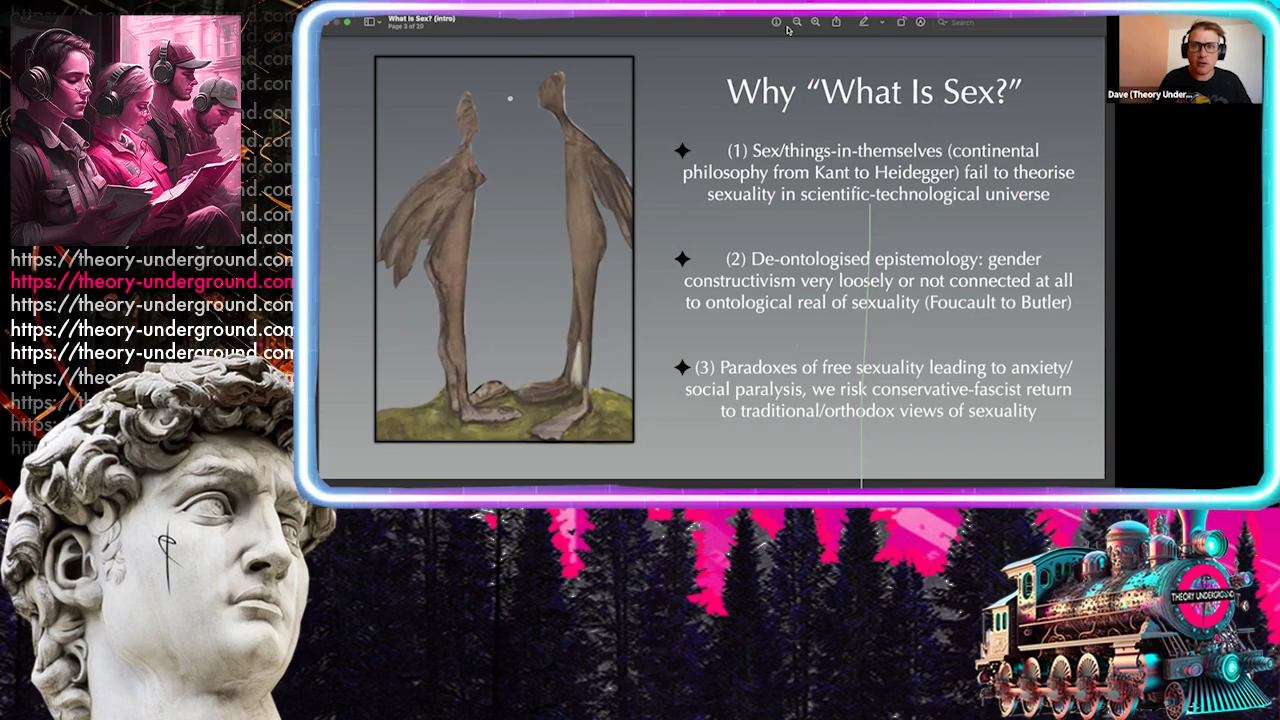 https://theory-underground.com
https://theory-underground.com
https://theory-underground.com
https://theory-underground.com
https://theory-underground.com
What Is Sex? (intro)
Page 3 of 20
Search
Why “What Is Sex?”
(1) Sex/things-in-themselves (continental
philosophy from Kant to Heidegger) fail to theorise
sexuality in scientific-technological universe
(2) De-ontologised epistemology: gender
constructivism very loosely or not connected at all
to ontological real of sexuality (Foucault to Butler)
(3) Paradoxes of free sexuality leading to anxiety/
social paralysis, we risk conservative-fascist return
to traditional/orthodox views of sexuality
Dave (Theory Under...
THEORY UNDERGROUND